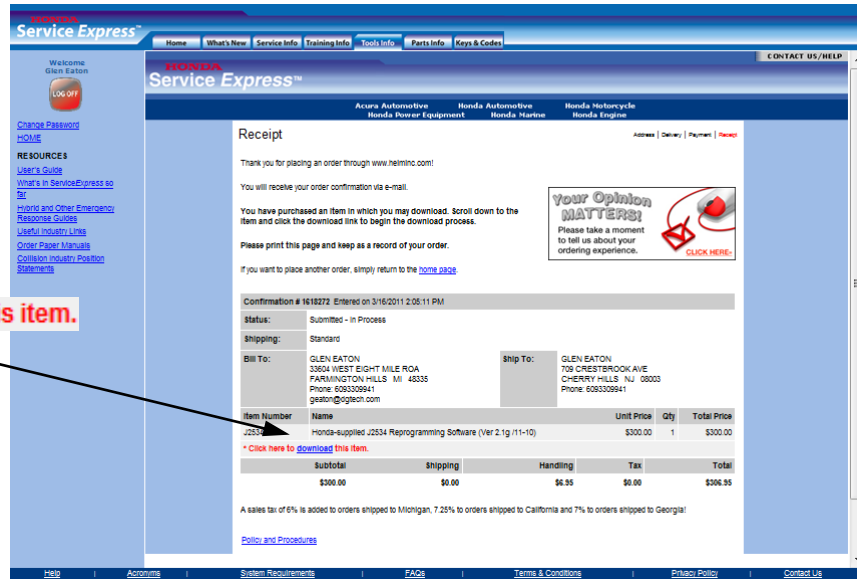 HONDA
Service Express™
Home What's New Service Info Training Info Tools Info Parts Info Keys & Codes
CONTACT US/HELP
Welcome
Glen Eaton
LOG OFF
Change Password
HOME
RESOURCES
User's Guide
What's in ServiceExpress so
far
Hybrid and Other Emergency
Response Guides
Useful Industry Links
Order Paper Manuals
Collision Industry Position
Statements
is item.
HONDA
Service Express™
Acura Automotive Honda Automotive Honda Motorcycle
Honda Power Equipment Honda Marine Honda Engine
Receipt
Address | Delivery | Payment | Receipt
Thank you for placing an order through www.helminc.com!
You will receive your order confirmation via e-mail.
You have purchased an item in which you may download. Scroll down to the
item and click the download link to begin the download process.
Please print this page and keep as a record of your order.
If you want to place another order, simply return to the home page.
Your Opinion
MATTERS!
Please take a moment
to tell us about your
ordering experience.
CLICK HERE
Confirmation # 1618272 Entered on 3/16/2011 2:05:11 PM
Status: Submitted - In Process
Shipping: Standard
Bill To: GLEN EATON
33604 WEST EIGHT MILE ROA
FARMINGTON HILLS MI 48335
Phone: 6093309941
geaton@dgtech.com
Ship To: GLEN EATON
709 CRESTBROOK AVE
CHERRY HILLS NJ 08003
Phone: 6093309941
Item Number Name Unit Price Qty Total Price
J2534 Honda-supplied J2534 Reprogramming Software (Ver 2.1g /11-10) $300.00 1 $300.00
* Click here to download this item.
Subtotal Shipping Handling Tax Total
$300.00 $0.00 $6.95 $0.00 $306.95
A sales tax of 6% is added to orders shipped to Michigan, 7.25% to orders shipped to California and 7% to orders shipped to Georgia!
Policy and Procedures
Help | Acronyms | System Requirements | FAQs | Terms & Conditions | Privacy Policy | Contact Us